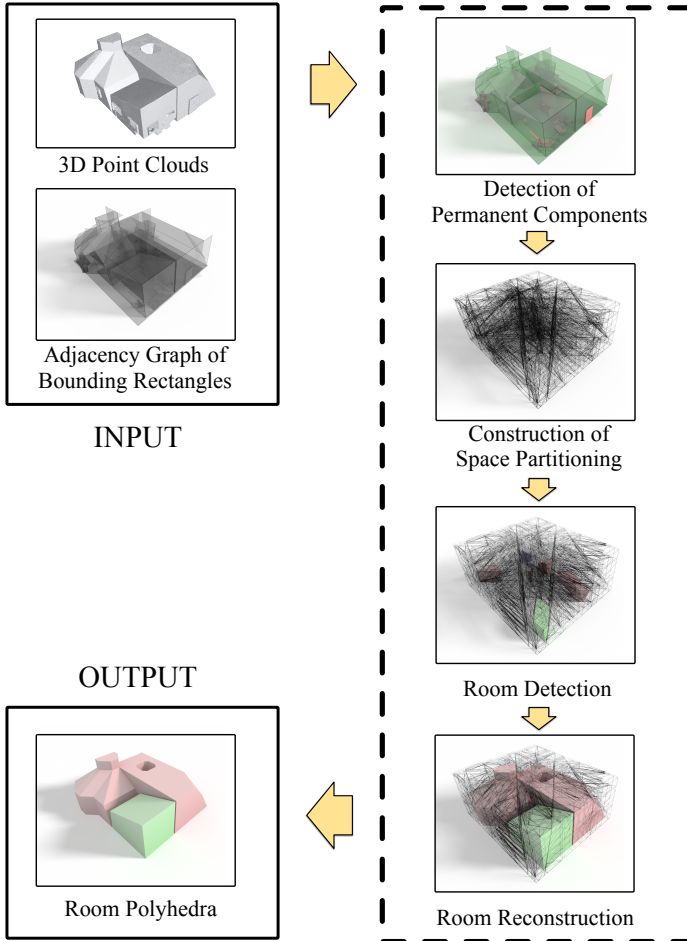 3D Point Clouds
Adjacency Graph of
Bounding Rectangles
INPUT
Detection of
Permanent Components
Construction of
Space Partitioning
Room Detection
Room Reconstruction
OUTPUT
Room Polyhedra